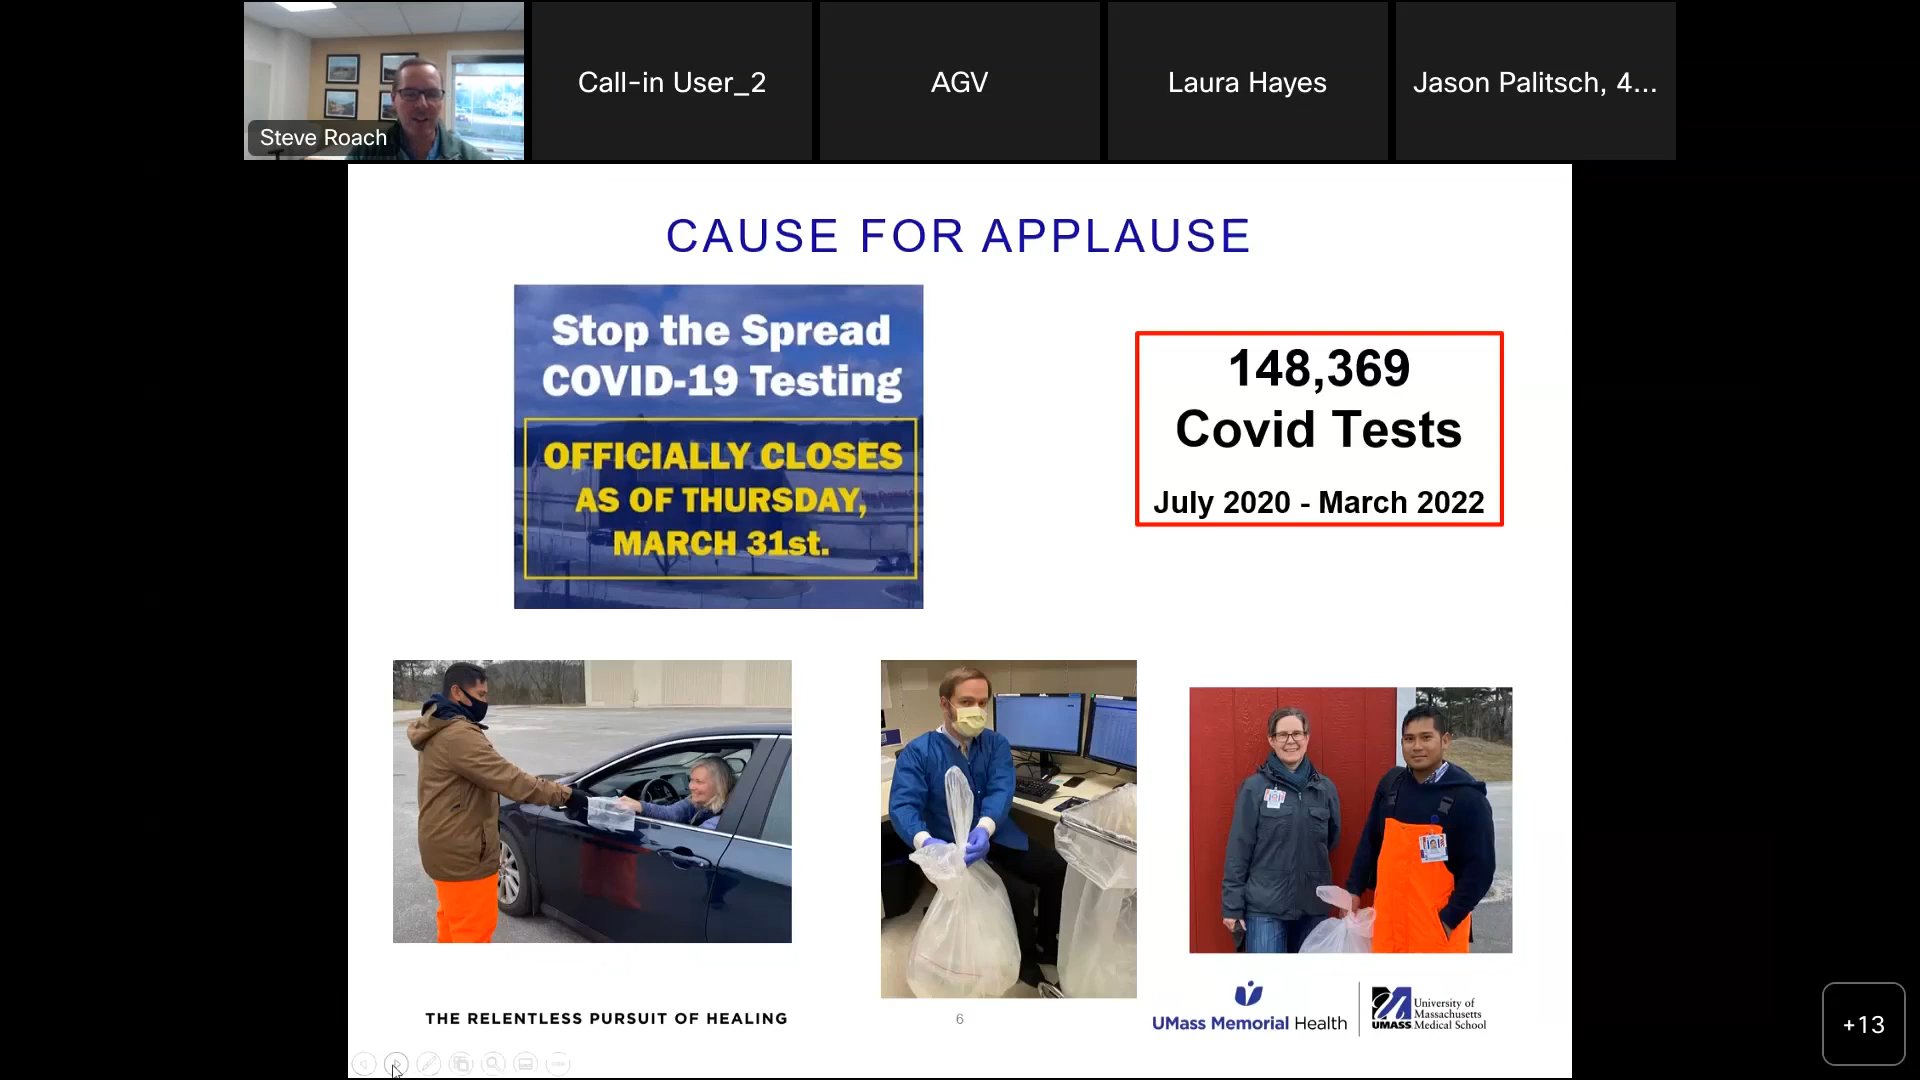 Steve Roach
Call-in User_2
AGV
Laura Hayes
Jason Palitsch, 4...
CAUSE FOR APPLAUSE
Stop the Spread
COVID-19 Testing
OFFICIALLY CLOSES
AS OF THURSDAY,
MARCH 31st.
148,369
Covid Tests
July 2020 - March 2022
THE RELENTLESS PURSUIT OF HEALING
6
UMass Memorial Health
UMASS
University of
Massachusetts
Medical School
+13